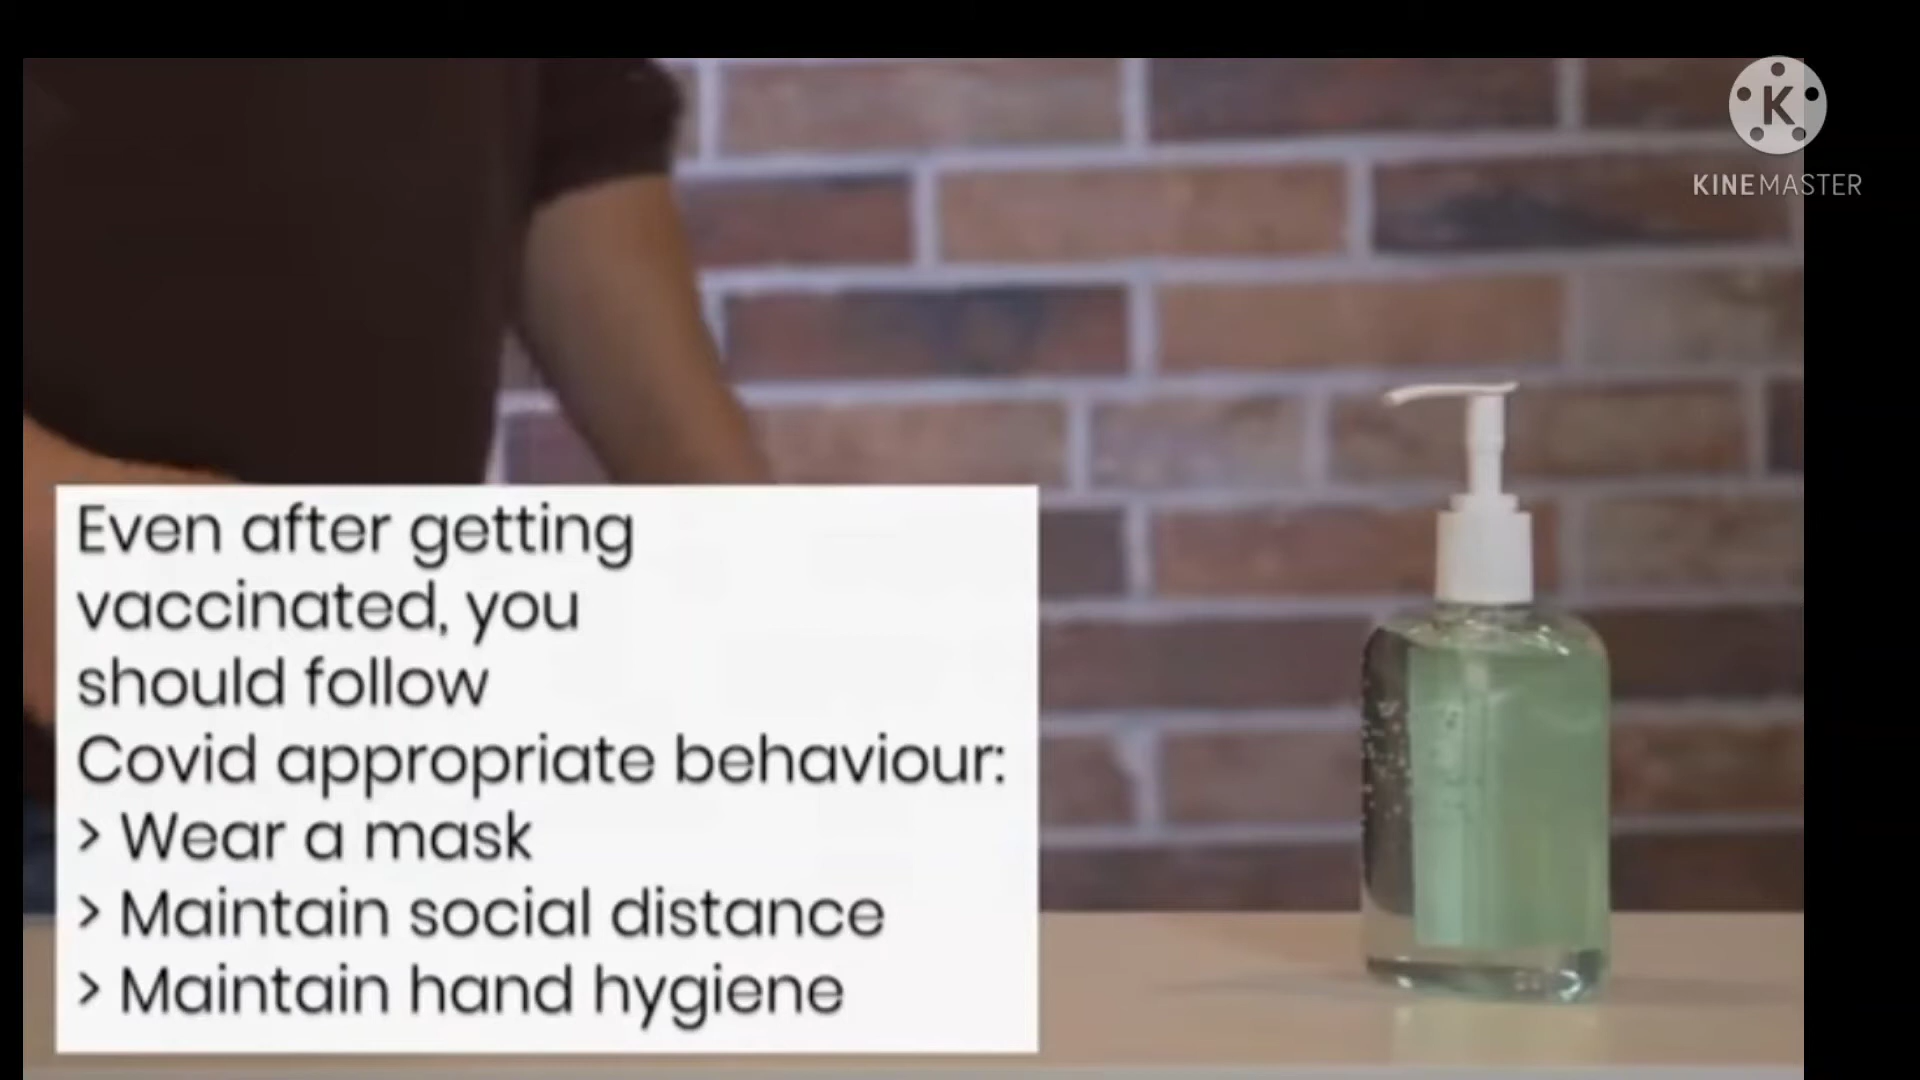 K
KINEMASTER
Even after getting
vaccinated, you
should follow
Covid appropriate behaviour:
> Wear a mask
> Maintain social distance
> Maintain hand hygiene